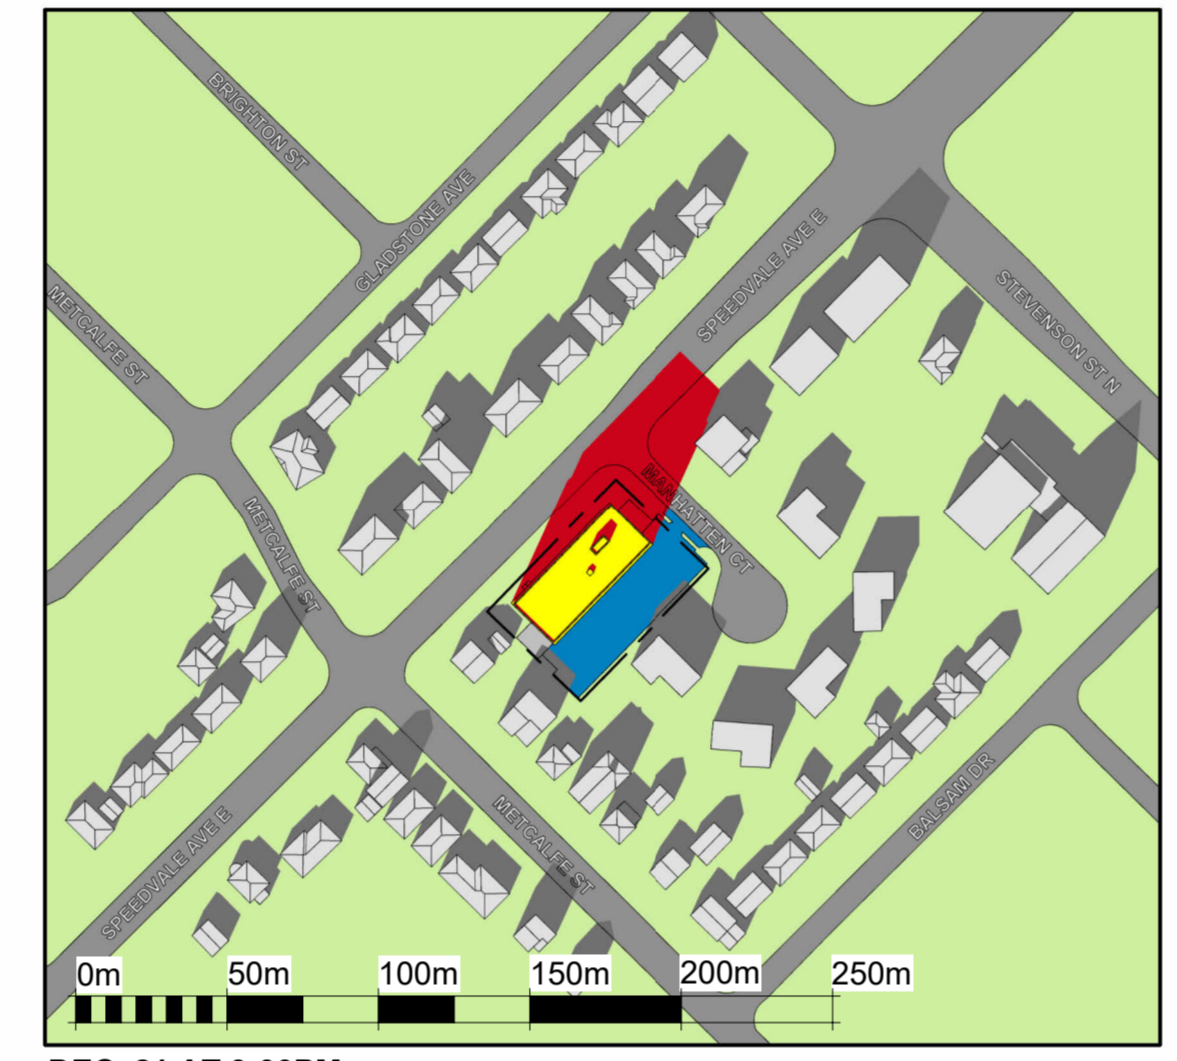 BRIGHTON ST
GLADSTONE AVE
METCALFE ST
SPEEDVALE AVE E
STEVENSON ST N
MANHATTEN CT
METCALFE ST
METCALFE ST
BALSAM DR
SPEEDVALE AVE E
0m 50m 100m 150m 200m 250m